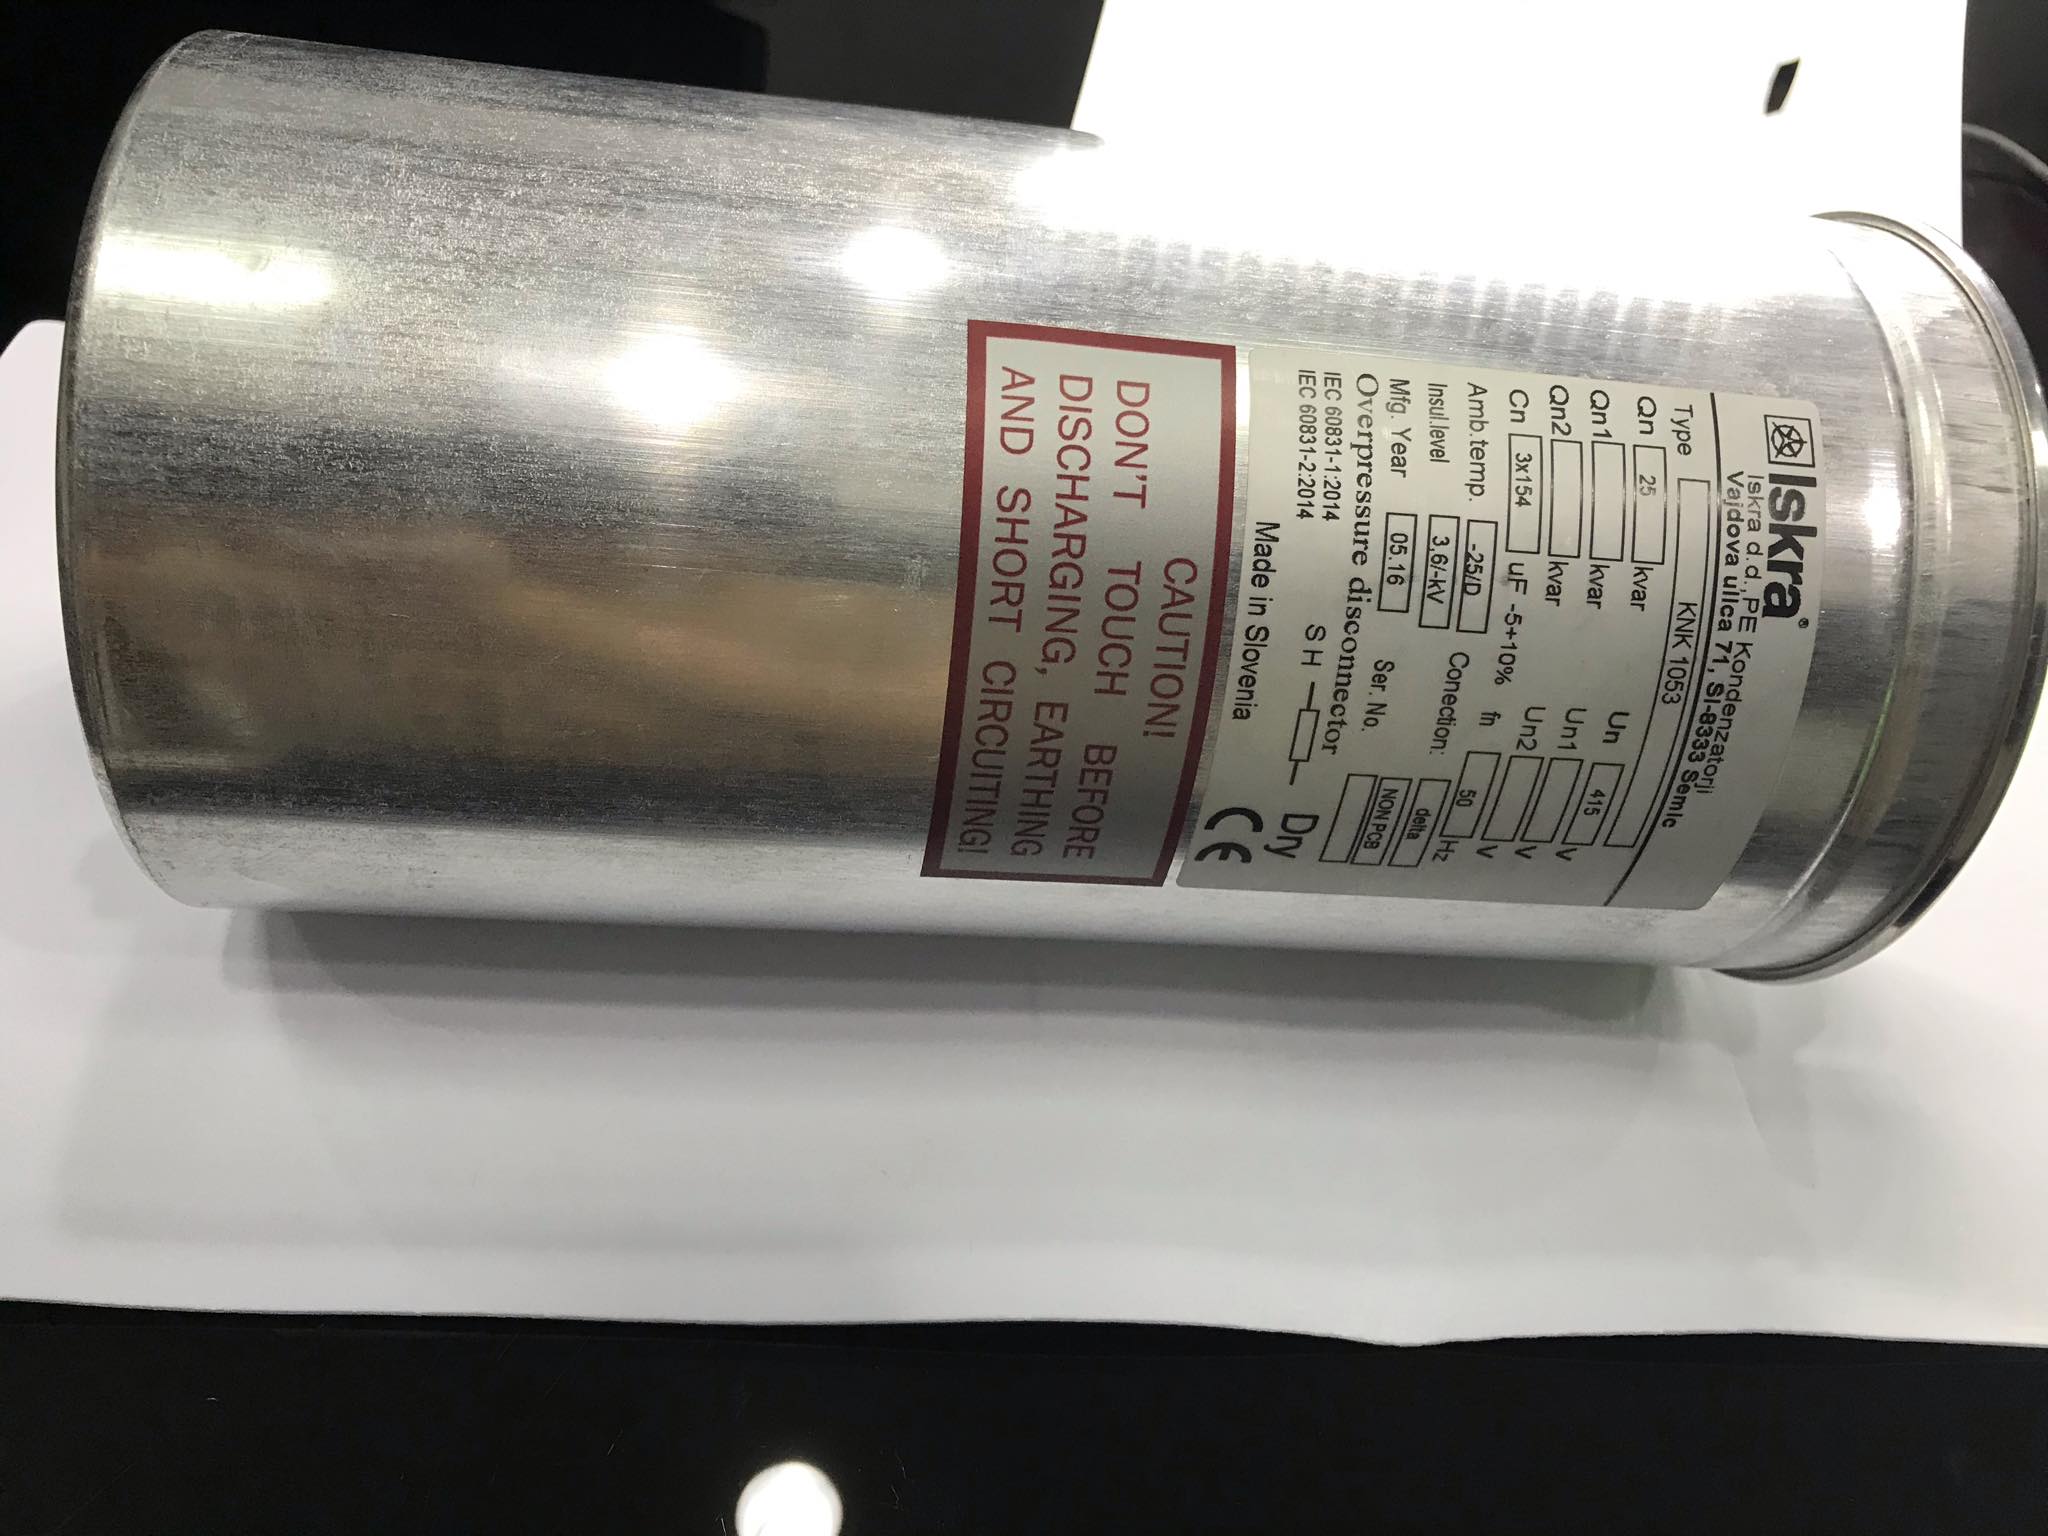 Iskra®
Iskra d.d.,PE Kondenzatorji
Vajdova ulica 71, SI-8333 Semic
Type KNK 1053
Qn 25 kvar Un 415 V
Qn1 kvar Un1 V
Qn2 kvar Un2 V
Cn 3x154 uF -5+10% fn 50 Hz
Amb.temp. -25/D Conection: delta
Insul.level 3,6/-kV NON PCB
Mfg. Year 05.16 Ser. No.
Overpressure disconnector Dry
IEC 60831-1:2014 SH
IEC 60831-2:2014
Made in Slovenia CE
CAUTION!
DON'T TOUCH BEFORE
DISCHARGING, EARTHING
AND SHORT CIRCUITING!